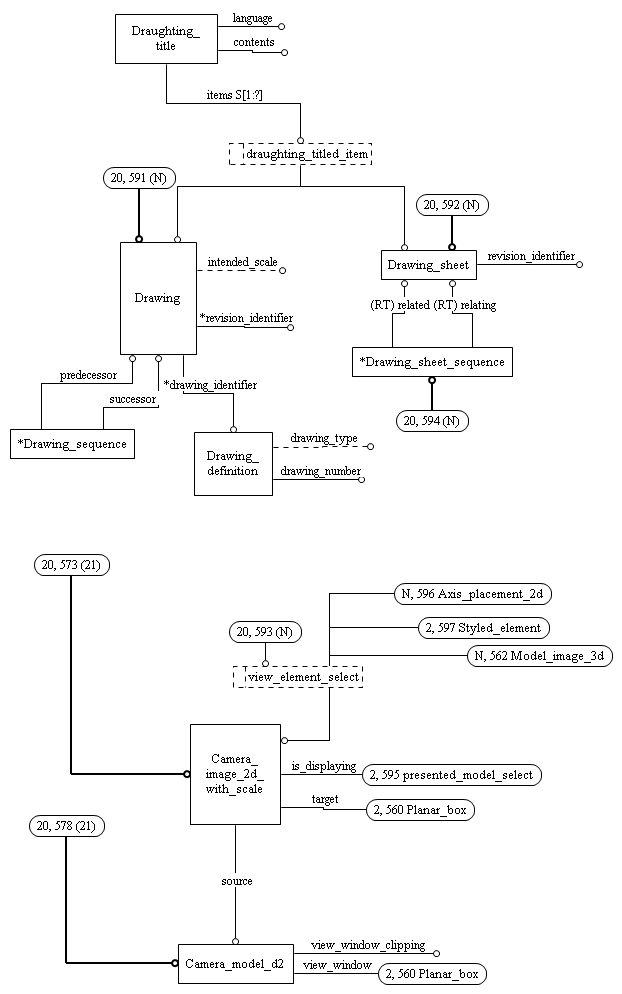 Draughting_
title
language
contents
items S[1:?]
draughting_titled_item
20, 591 (N)
20, 592 (N)
Drawing
intended_scale
*revision_identifier
Drawing_sheet
revision_identifier
(RT) related (RT) relating
*Drawing_sheet_sequence
20, 594 (N)
predecessor
successor
*drawing_identifier
*Drawing_sequence
Drawing_
definition
drawing_type
drawing_number
20, 573 (21)
N, 596 Axis_placement_2d
20, 593 (N)
2, 597 Styled_element
N, 562 Model_image_3d
view_element_select
Camera_
image_2d_
with_scale
is_displaying
2, 595 presented_model_select
target
2, 560 Planar_box
20, 578 (21)
source
Camera_model_d2
view_window_clipping
view_window
2, 560 Planar_box